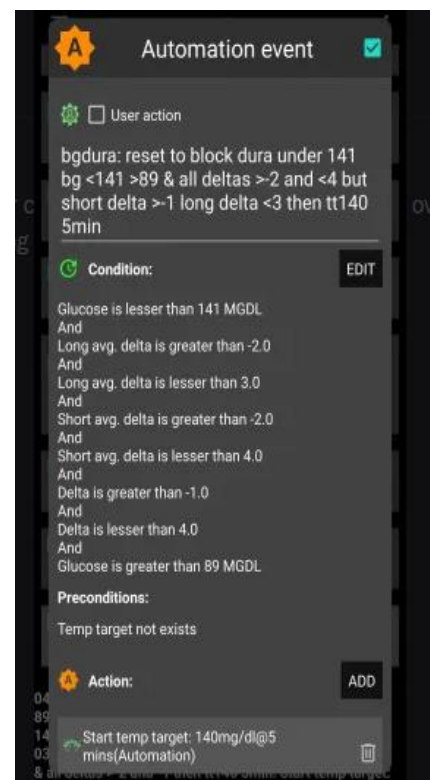 Automation event
User action
bgdura: reset to block dura under 141
bg <141 >89 & all deltas >-2 and <4 but
short delta >-1 long delta <3 then tt140
5min
Condition:
EDIT
Glucose is lesser than 141 MGDL
And
Long avg. delta is greater than -2.0
And
Long avg. delta is lesser than 3.0
And
Short avg. delta is greater than -2.0
And
Short avg. delta is lesser than 4.0
And
Delta is greater than -1.0
And
Delta is lesser than 4.0
And
Glucose is greater than 89 MGDL
Preconditions:
Temp target not exists
Action:
ADD
Start temp target: 140mg/dl@5
mins(Automation)
04
89
14
03